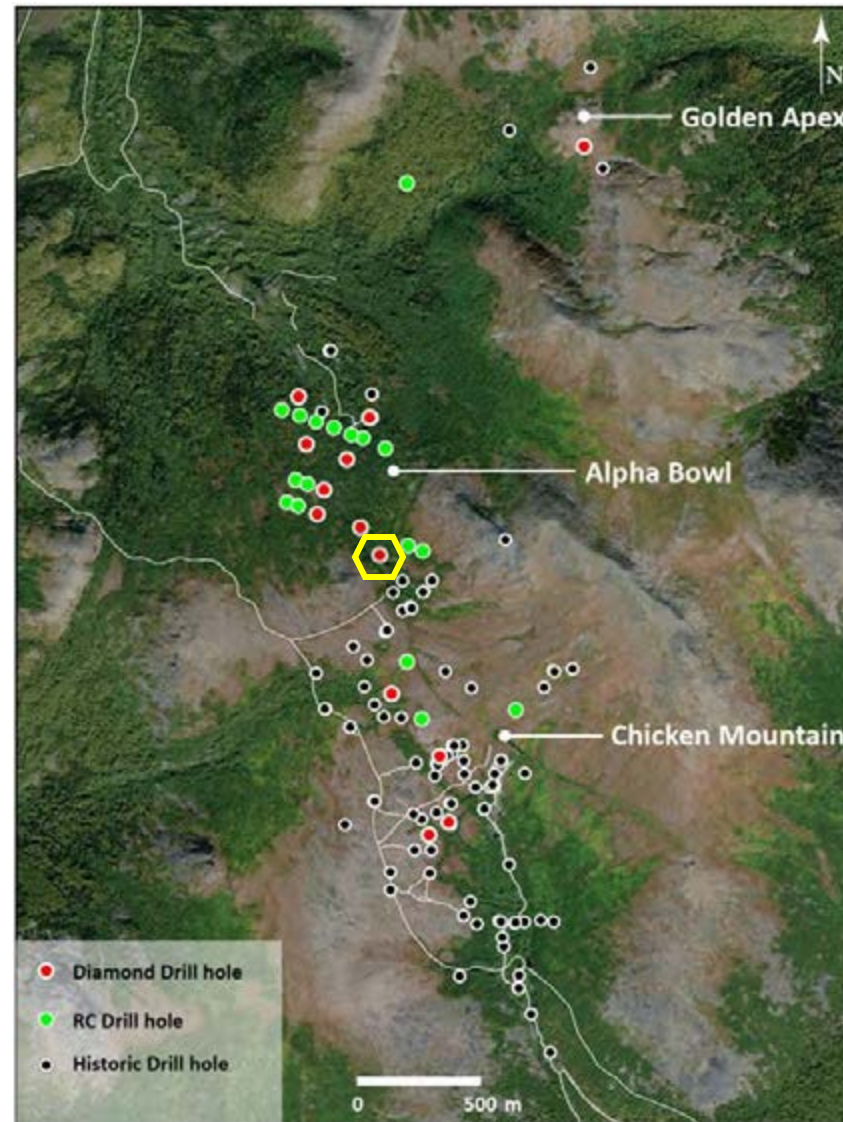 N
Golden Apex
Alpha Bowl
Chicken Mountain
Diamond Drill hole
RC Drill hole
Historic Drill hole
0 500 m